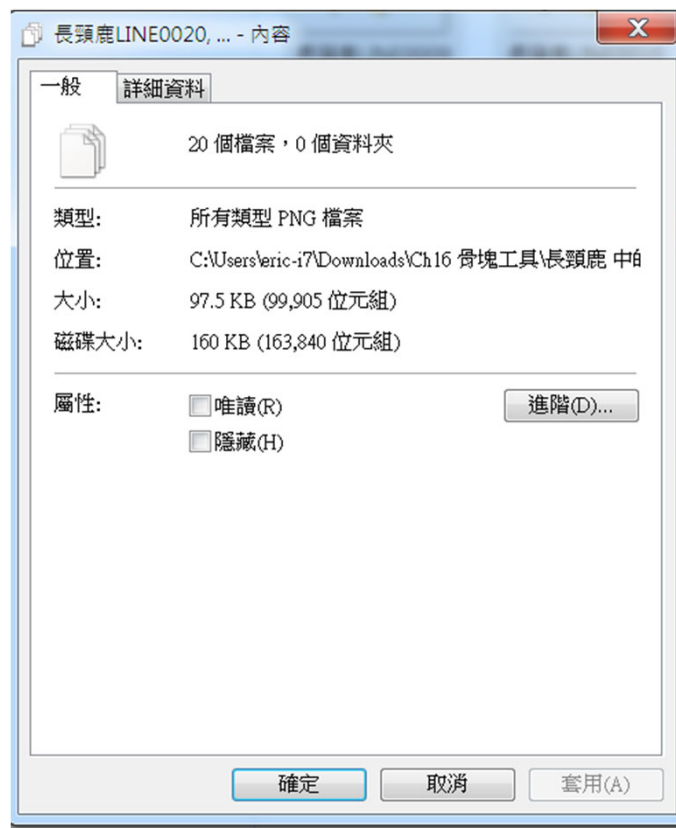 長頸鹿LINE0020, ... - 內容
一般
詳細資料
20 個檔案，0 個資料夾
類型: 所有類型 PNG 檔案
位置: C:\Users\eric-i7\Downloads\Ch16 骨塊工具\長頸鹿 中的
大小: 97.5 KB (99,905 位元組)
磁碟大小: 160 KB (163,840 位元組)
屬性: 唯讀(R) 進階(D)...
隱藏(H)
確定 取消 套用(A)